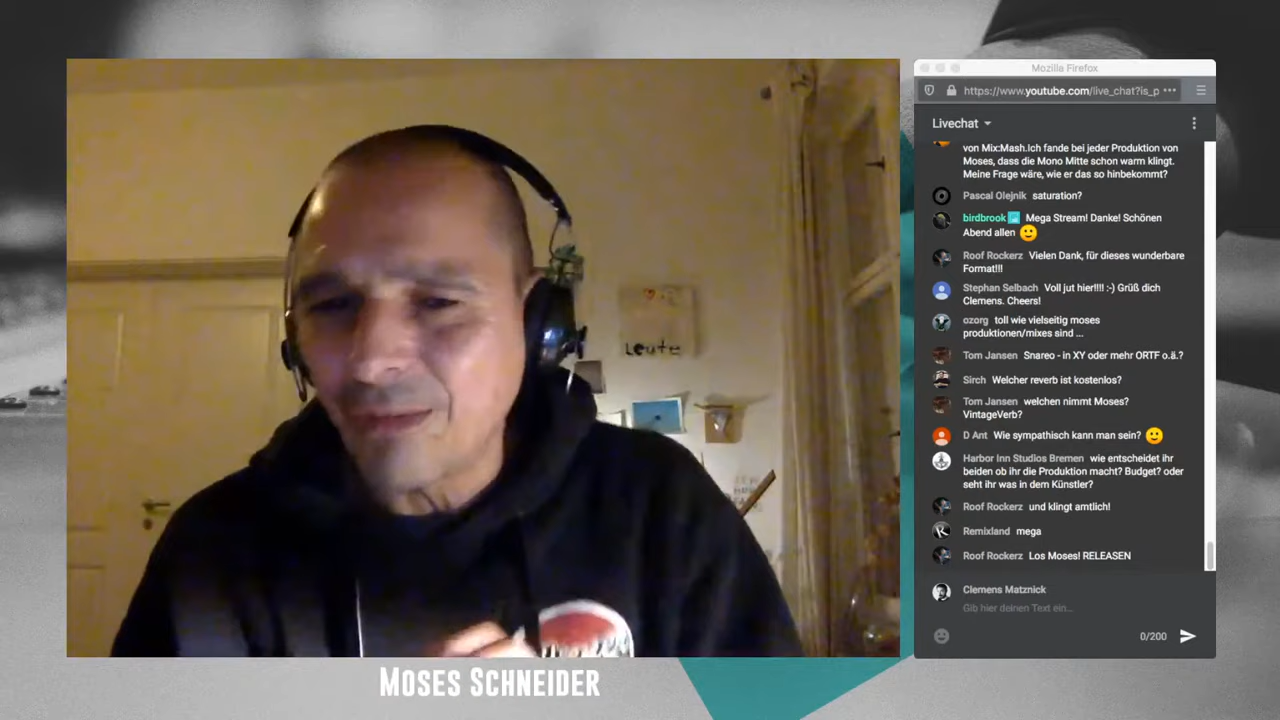 Leute
MOSES SCHNEIDER
Mozilla Firefox
https://www.youtube.com/live_chat?is_p
Livechat
von Mix:Mash.Ich fande bei jeder Produktion von
Moses, dass die Mono Mitte schon warm klingt.
Meine Frage wäre, wie er das so hinbekommt?
Pascal Olejnik saturation?
birdbrook Mega Stream! Danke! Schönen
Abend allen
Roof Rockerz Vielen Dank, für dieses wunderbare
Format!!!
Stephan Selbach Voll jut hier!!!! :-) Grüß dich
Clemens. Cheers!
ozorg toll wie vielseitig moses
produktionen/mixes sind ...
Tom Jansen Snareo - in XY oder mehr ORTF o.ä.?
Sirch Welcher reverb ist kostenlos?
Tom Jansen welchen nimmt Moses?
VintageVerb?
D Ant Wie sympathisch kann man sein?
Harbor Inn Studios Bremen wie entscheidet ihr
beiden ob ihr die Produktion macht? Budget? oder
seht ihr was in dem Künstler?
Roof Rockerz und klingt amtlich!
Remixland mega
Roof Rockerz Los Moses! RELEASEN
Clemens Matznick
Gib hier deinen Text ein...
0/200